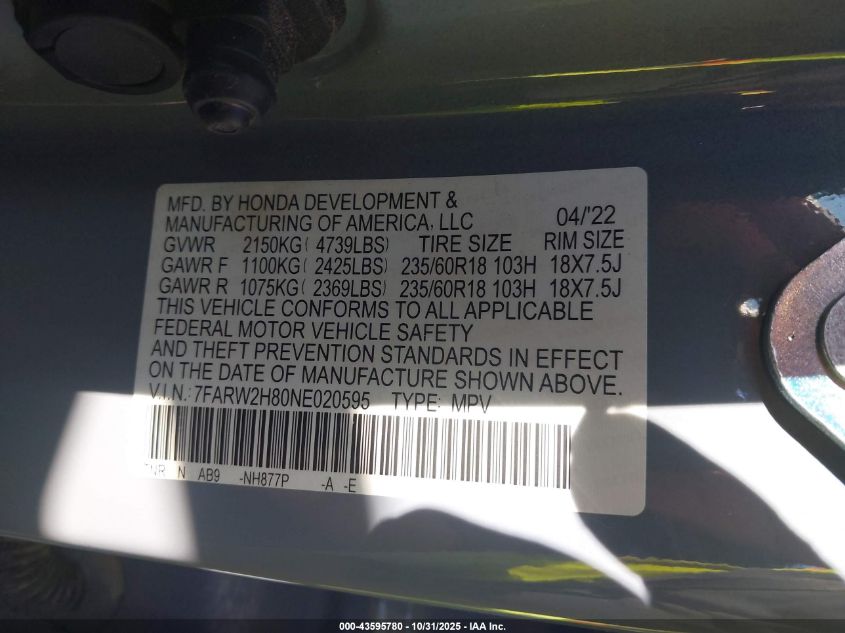 MFD. BY HONDA DEVELOPMENT &
MANUFACTURING OF AMERICA, LLC 04/'22
GVWR 2150KG( 4739LBS) TIRE SIZE RIM SIZE
GAWR F 1100KG( 2425LBS) 235/60R18 103H 18X7.5J
GAWR R 1075KG( 2369LBS) 235/60R18 103H 18X7.5J
THIS VEHICLE CONFORMS TO ALL APPLICABLE
FEDERAL MOTOR VEHICLE SAFETY
AND THEFT PREVENTION STANDARDS IN EFFECT
ON THE DATE OF MANUFACTURE SHOWN ABOVE.
V.I.N.: 7FARW2H80NE020595 TYPE: MPV
N AB9 -NH877P -A -E
000-43595780 - 10/31/2025 - IAA Inc.